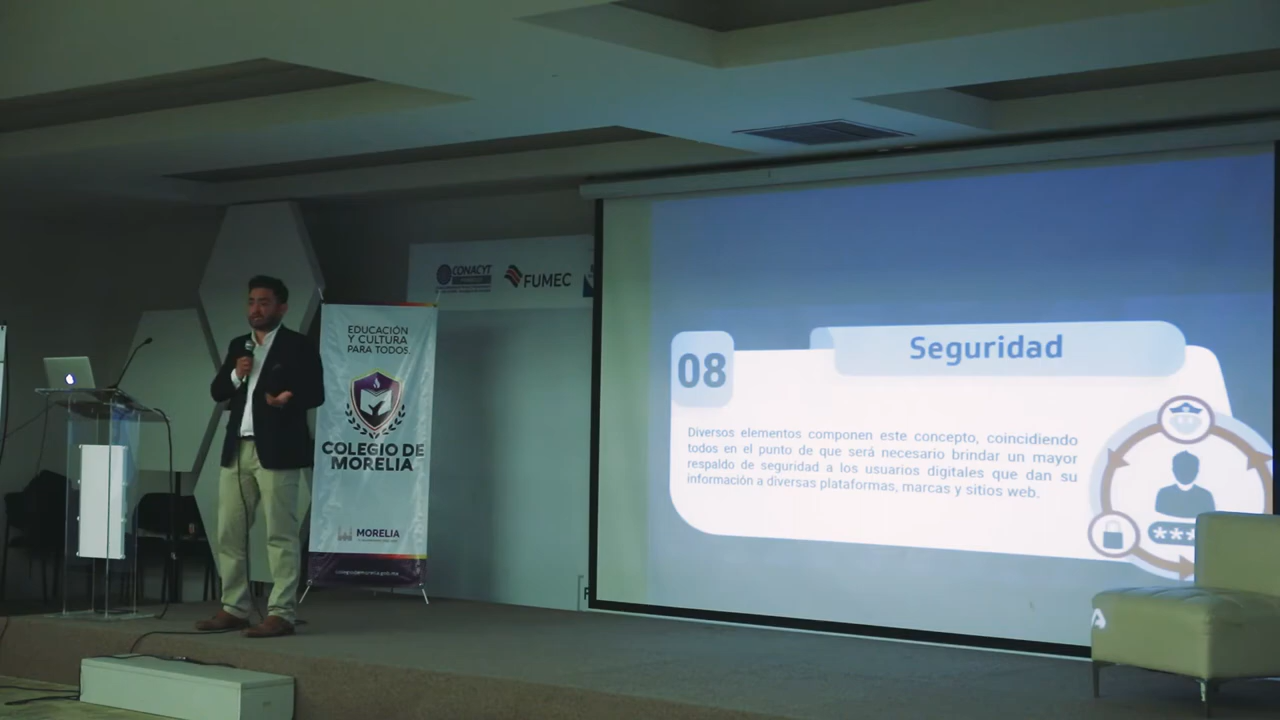 CONACYT
FUMEC
EDUCACIÓN
Y CULTURA
PARA TODOS.
COLEGIO DE
MORELIA
MORELIA
08
Seguridad
Diversos elementos componen este concepto, coincidiendo
todos en el punto de que será necesario brindar un mayor
respaldo de seguridad a los usuarios digitales que dan su
información a diversas plataformas, marcas y sitios web.
***